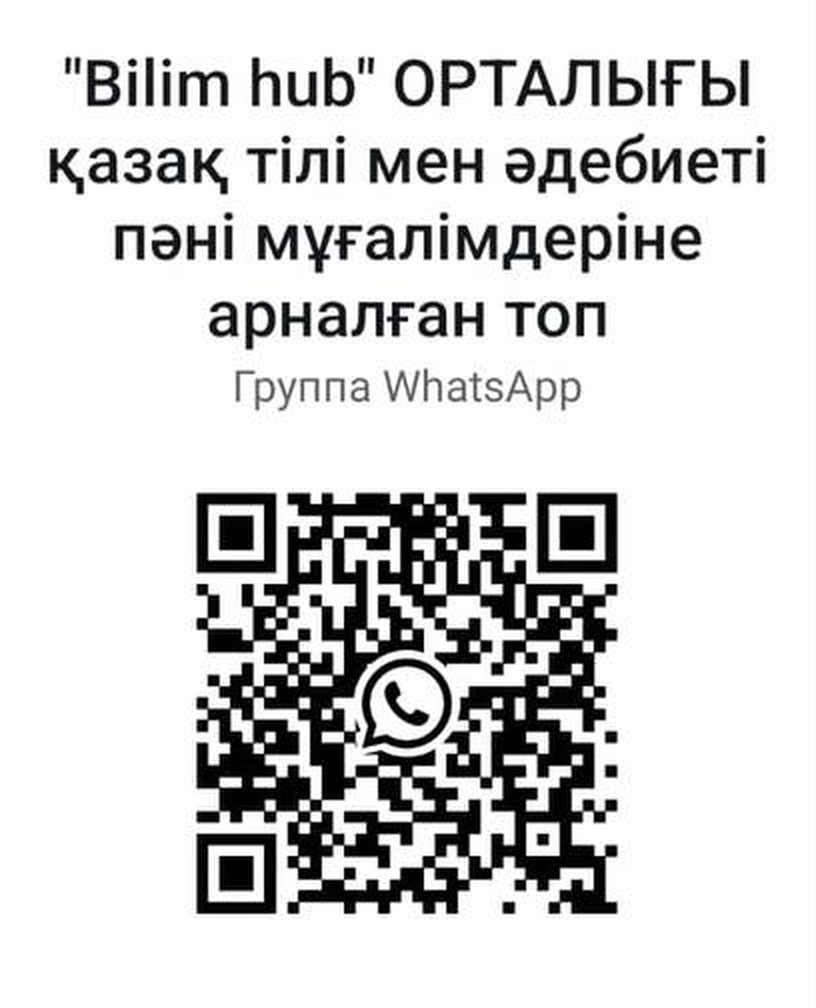 "Bilim hub" ОРТАЛЫҒЫ
қазақ тілі мен әдебиеті
пәні мұғалімдеріне
арналған топ
Группа WhatsApp